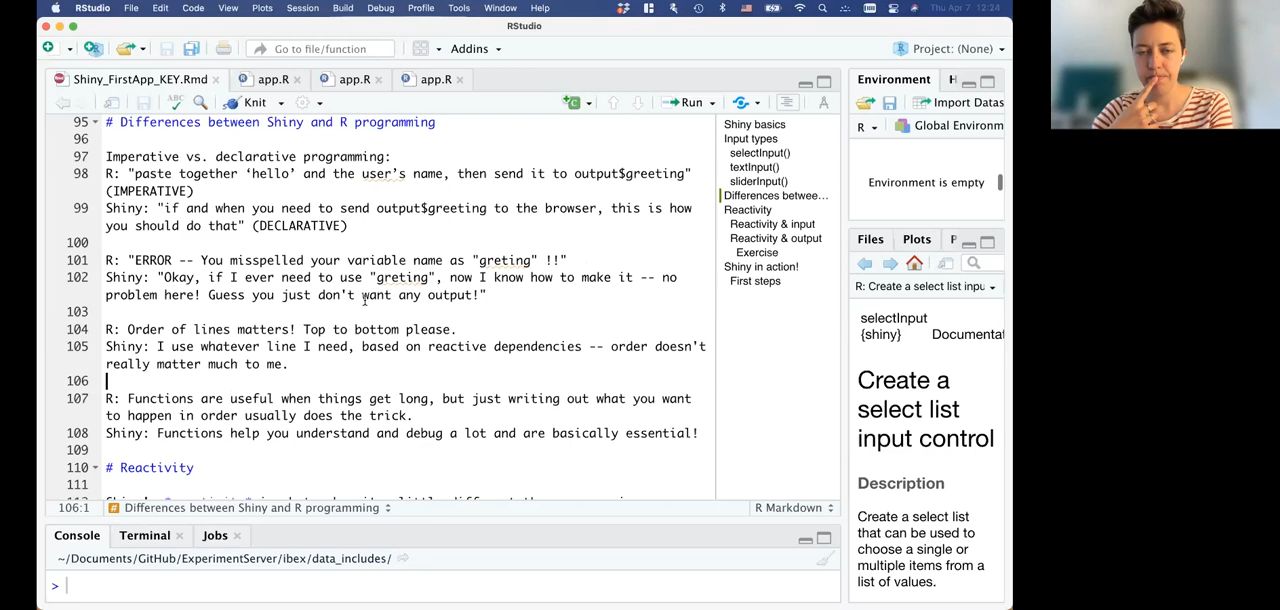 RStudio File Edit Code View Plots Session Build Debug Profile Tools Window Help Thu Apr 7 12:24
RStudio
Go to file/function Addins Project: (None)
Shiny_FirstApp_KEY.Rmd app.R app.R app.R
ABC Knit Run
95 # Differences between Shiny and R programming
96
97 Imperative vs. declarative programming:
98 R: "paste together ‘hello’ and the user’s name, then send it to output$greeting"
(IMPERATIVE)
99 Shiny: "if and when you need to send output$greeting to the browser, this is how
you should do that" (DECLARATIVE)
100
101 R: "ERROR -- You misspelled your variable name as "greting" !!"
102 Shiny: "Okay, if I ever need to use "greting", now I know how to make it -- no
problem here! Guess you just don't want any output!"
103
104 R: Order of lines matters! Top to bottom please.
105 Shiny: I use whatever line I need, based on reactive dependencies -- order doesn't
really matter much to me.
106
107 R: Functions are useful when things get long, but just writing out what you want
to happen in order usually does the trick.
108 Shiny: Functions help you understand and debug a lot and are basically essential!
109
110 # Reactivity
111
106:1 # Differences between Shiny and R programming R Markdown
Shiny basics
Input types
selectInput()
textInput()
sliderInput()
Differences betwee...
Reactivity
Reactivity & input
Reactivity & output
Exercise
Shiny in action!
First steps
Console Terminal Jobs
~/Documents/GitHub/ExperimentServer/ibex/data_includes/
>
Environment H
Import Datas
R Global Environm
Environment is empty
Files Plots P
R: Create a select list inpu
selectInput
{shiny} Documentat
Create a
select list
input control
Description
Create a select list
that can be used to
choose a single or
multiple items from a
list of values.